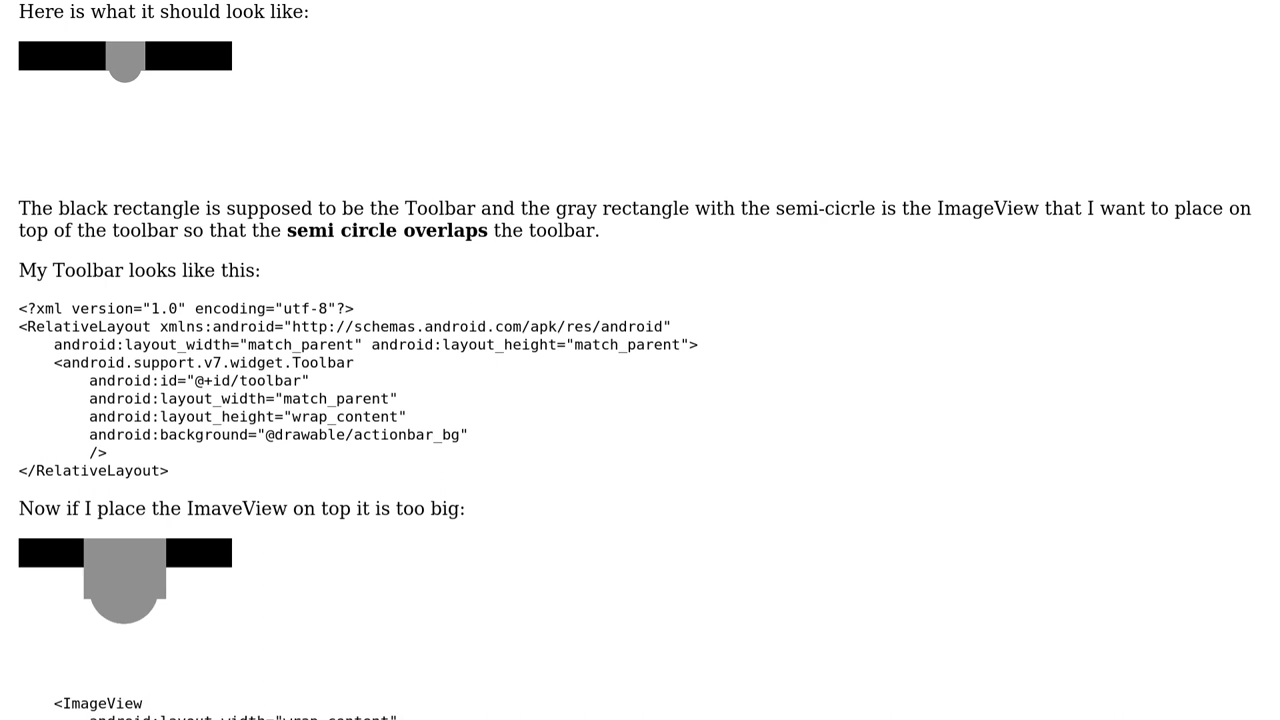 Here is what it should look like:
The black rectangle is supposed to be the Toolbar and the gray rectangle with the semi-cicrle is the ImageView that I want to place on
top of the toolbar so that the semi circle overlaps the toolbar.
My Toolbar looks like this:
<?xml version="1.0" encoding="utf-8"?>
<RelativeLayout xmlns:android="http://schemas.android.com/apk/res/android"
    android:layout_width="match_parent" android:layout_height="match_parent">
    <android.support.v7.widget.Toolbar
        android:id="@+id/toolbar"
        android:layout_width="match_parent"
        android:layout_height="wrap_content"
        android:background="@drawable/actionbar_bg"
        />
</RelativeLayout>
Now if I place the ImaveView on top it is too big:
    <ImageView
        android:layout_width="wrap_content"